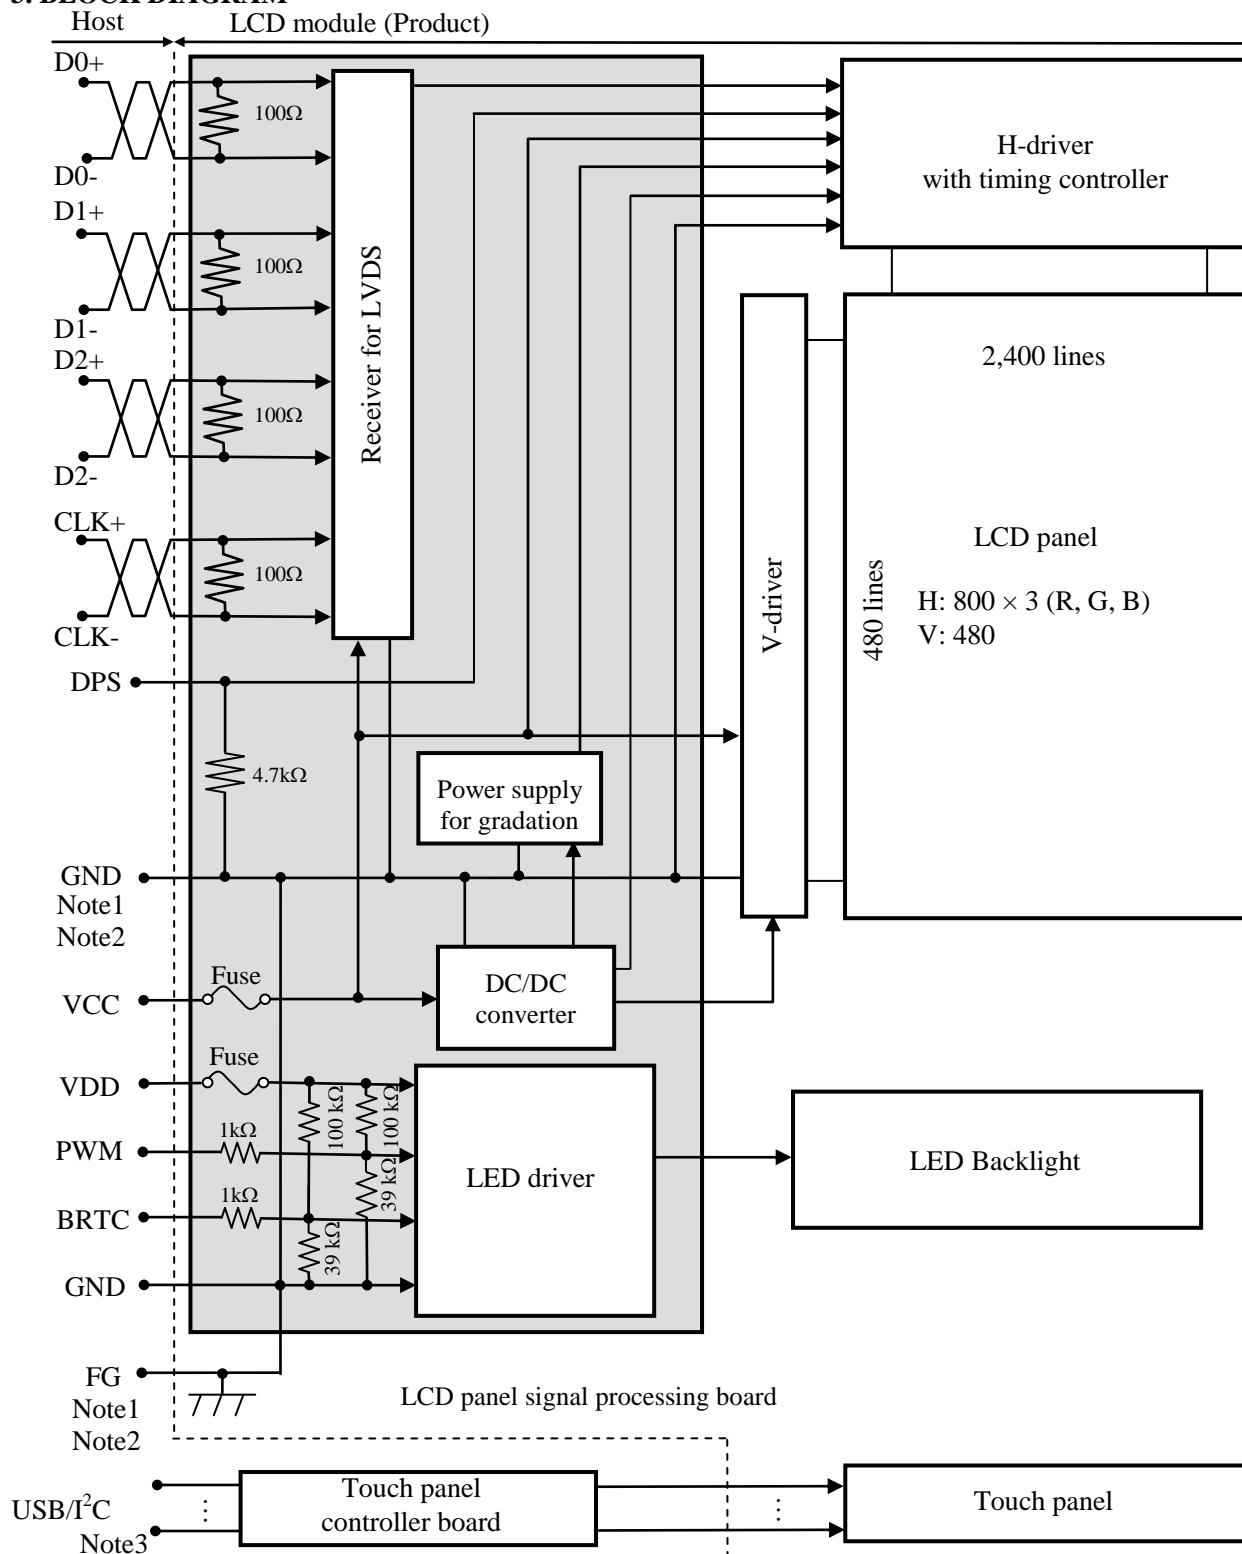 5. BLOCK DIAGRAM
Host
LCD module (Product)
D0+
100Ω
D0-
D1+
100Ω
D1-
D2+
100Ω
D2-
CLK+
100Ω
CLK-
Receiver for LVDS
H-driver
with timing controller
2,400 lines
480 lines
LCD panel
H: 800 × 3 (R, G, B)
V: 480
V-driver
DPS
4.7kΩ
Power supply
for gradation
GND
Note1
Note2
VCC
Fuse
DC/DC
converter
VDD
Fuse
100 kΩ
100 kΩ
PWM
1kΩ
39 kΩ
BRTC
1kΩ
39 kΩ
GND
LED driver
LED Backlight
FG
Note1
Note2
LCD panel signal processing board
USB/I²C
⋮
Note3
Touch panel
controller board
⋮
Touch panel